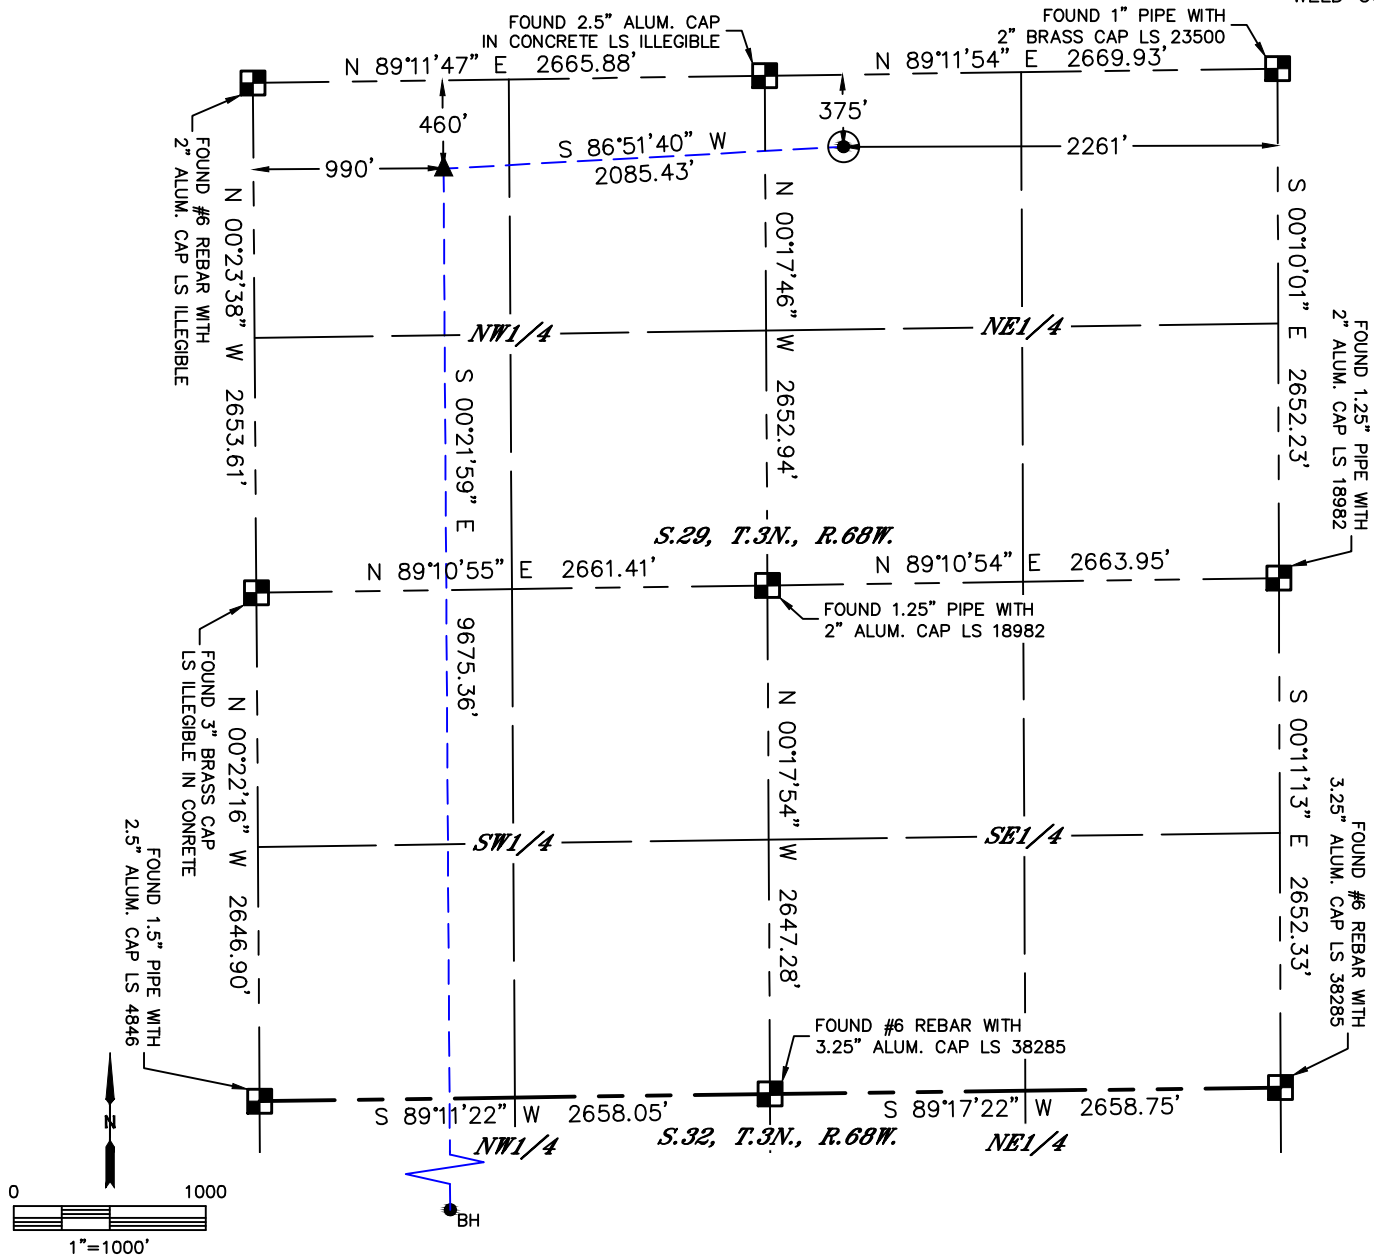 FOUND 2.5" ALUM. CAP
IN CONCRETE LS ILLEGIBLE
FOUND 1" PIPE WITH
2" BRASS CAP LS 23500
N 89°11'47" E 2665.88'
N 89°11'54" E 2669.93'
460'
375'
990'
S 86°51'40" W
2085.43'
2261'
FOUND #6 REBAR WITH
2" ALUM. CAP LS ILLEGIBLE
N 00°23'38" W 2653.61'
N 00°17'46" W 2652.94'
S 00°10'01" E 2652.23'
FOUND 1.25" PIPE WITH
2" ALUM. CAP LS 18982
NW1/4
NE1/4
S 00°21'59" E 9675.36'
S.29, T.3N., R.68W.
N 89°10'55" E 2661.41'
N 89°10'54" E 2663.95'
FOUND 1.25" PIPE WITH
2" ALUM. CAP LS 18982
FOUND 3" BRASS CAP
LS ILLEGIBLE IN CONRETE
N 00°22'16" W 2646.90'
N 00°17'54" W 2647.28'
S 00°11'13" E 2652.33'
FOUND #6 REBAR WITH
3.25" ALUM. CAP LS 38285
SW1/4
SE1/4
FOUND 1.5" PIPE WITH
2.5" ALUM. CAP LS 4846
FOUND #6 REBAR WITH
3.25" ALUM. CAP LS 38285
S 89°11'22" W 2658.05'
S 89°17'22" W 2658.75'
S.32, T.3N., R.68W.
NW1/4
NE1/4
N
BH
0 1000
1"=1000'